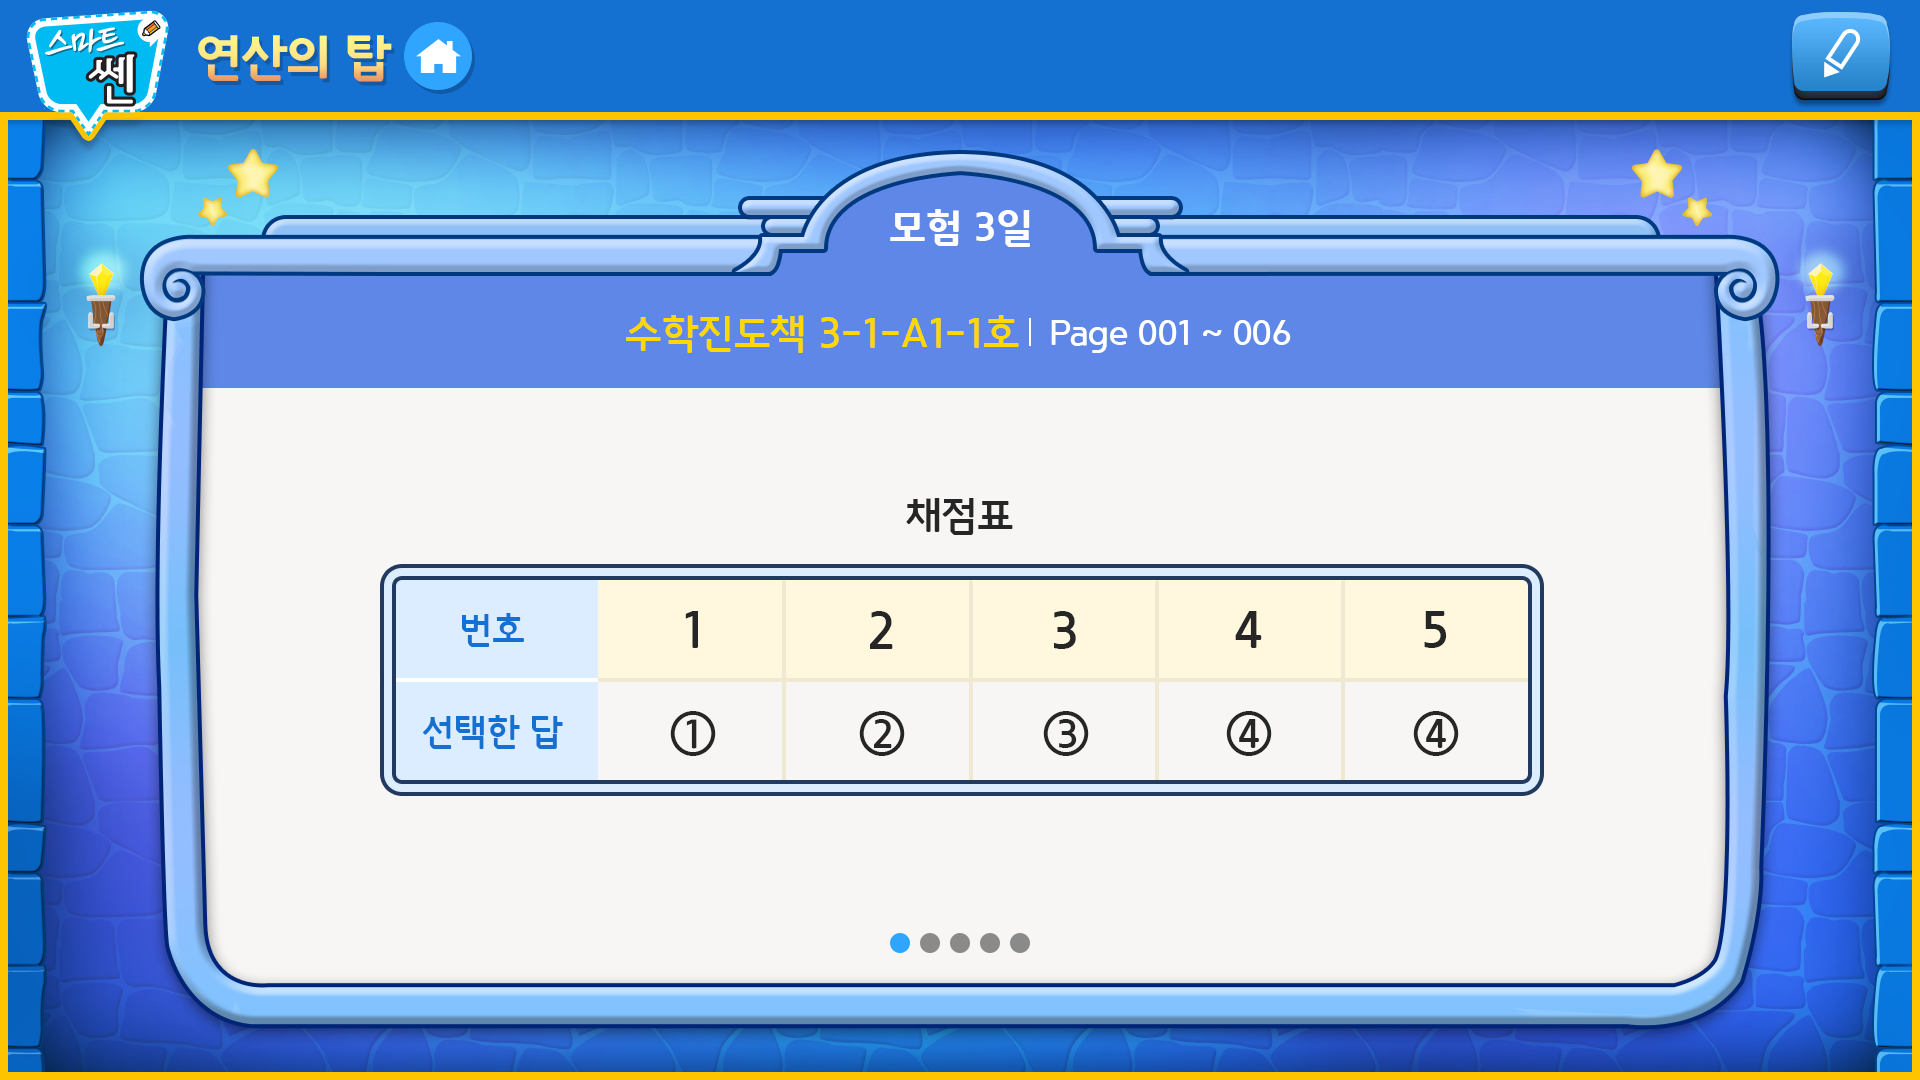 스마트
쎈
연산의 탑
모험 3일
수학진도책 3-1-A1-1호 | Page 001 ~ 006
채점표
번호 1 2 3 4 5
선택한 답 ① ② ③ ④ ④